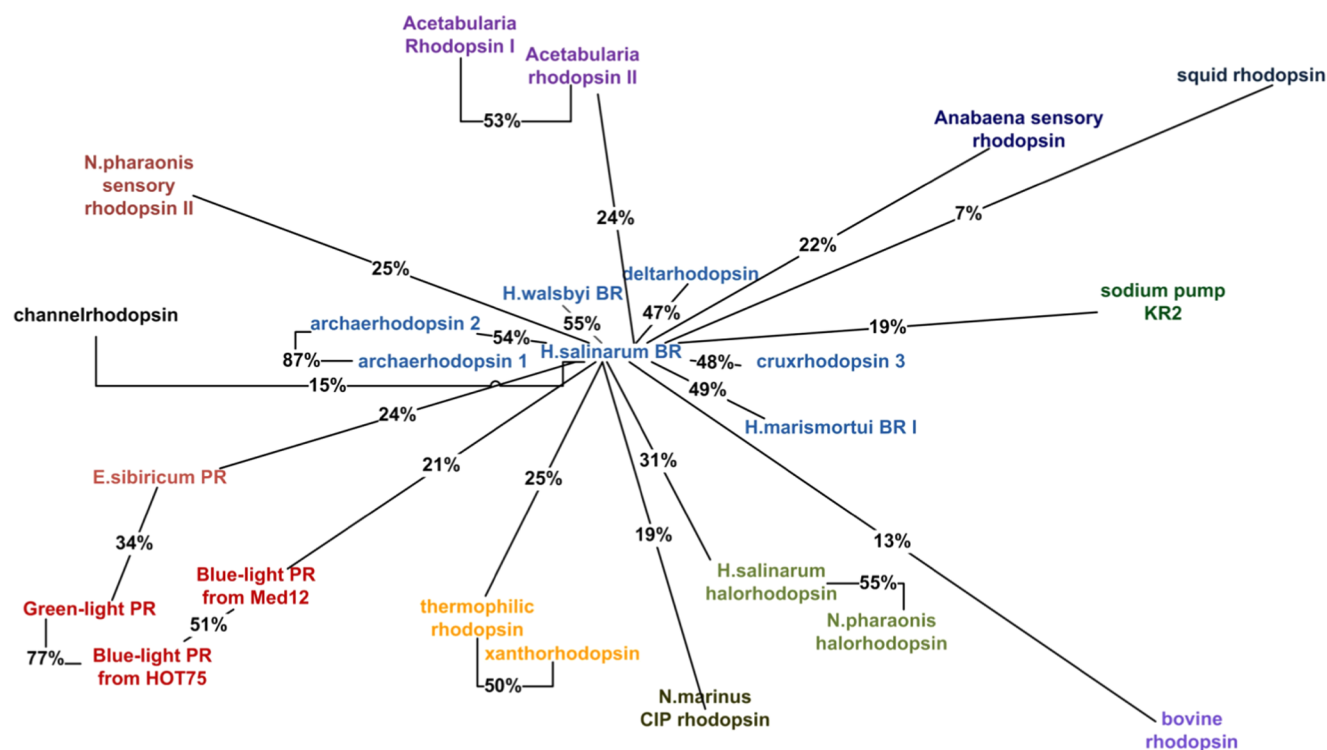 Acetabularia
Rhodopsin I
Acetabularia
rhodopsin II
squid rhodopsin
53%
Anabaena sensory
rhodopsin
N.pharaonis
sensory
rhodopsin II
24%
7%
22%
25%
deltarhodopsin
H.walsbyi BR
47%
sodium pump
KR2
channelrhodopsin
archaerhodopsin 2
54%
55%
19%
H.salinarum BR
87%
archaerhodopsin 1
48%
cruxrhodopsin 3
15%
49%
24%
H.marismortui BR I
E.sibiricum PR
21%
25%
31%
34%
19%
13%
Blue-light PR
from Med12
H.salinarum
halorhodopsin
55%
Green-light PR
51%
thermophilic
rhodopsin
N.pharaonis
halorhodopsin
77%
Blue-light PR
from HOT75
xanthorhodopsin
50%
N.marinus
CIP rhodopsin
bovine
rhodopsin